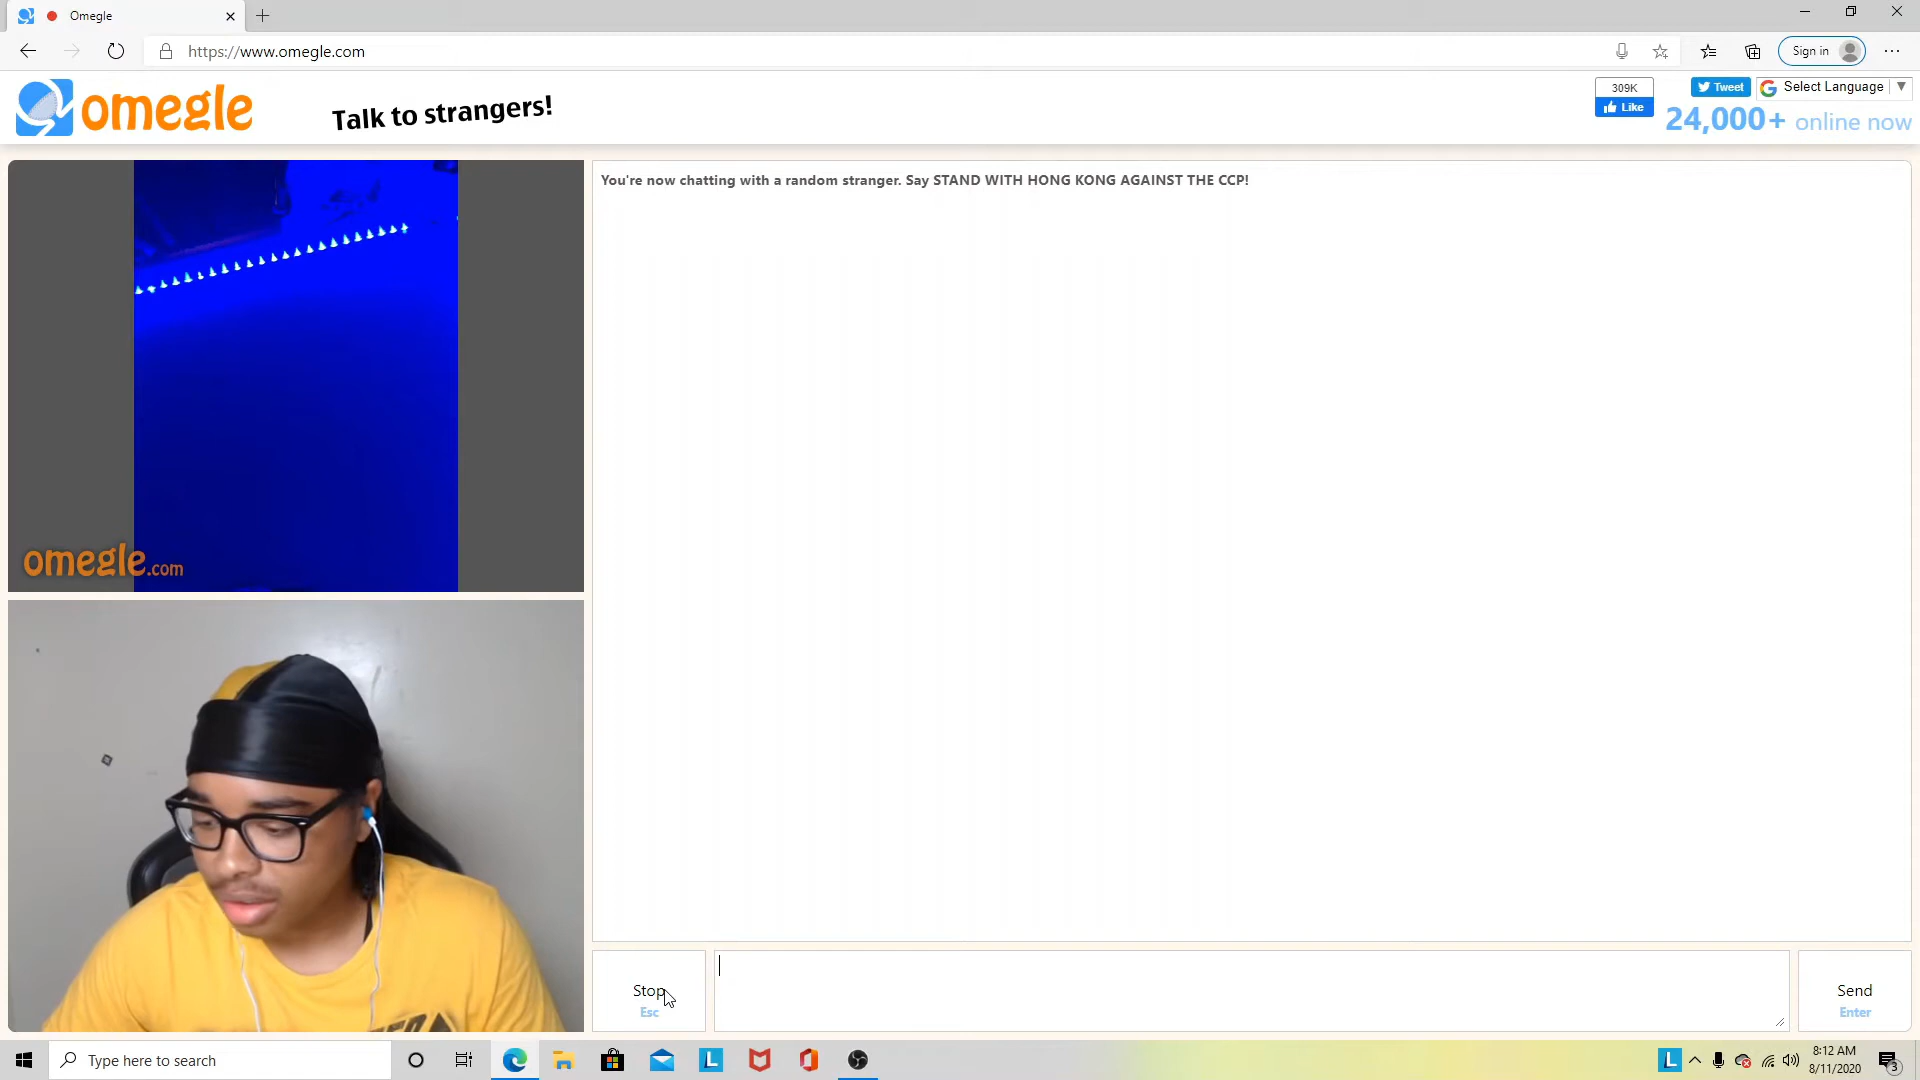 Omegle
https://www.omegle.com
Sign in
omegle
Talk to strangers!
309K
Like
Tweet
Select Language
24,000+ online now
omegle.com
You're now chatting with a random stranger. Say STAND WITH HONG KONG AGAINST THE CCP!
Stop
Esc
Send
Enter
Type here to search
L
L
8:12 AM
8/11/2020
3